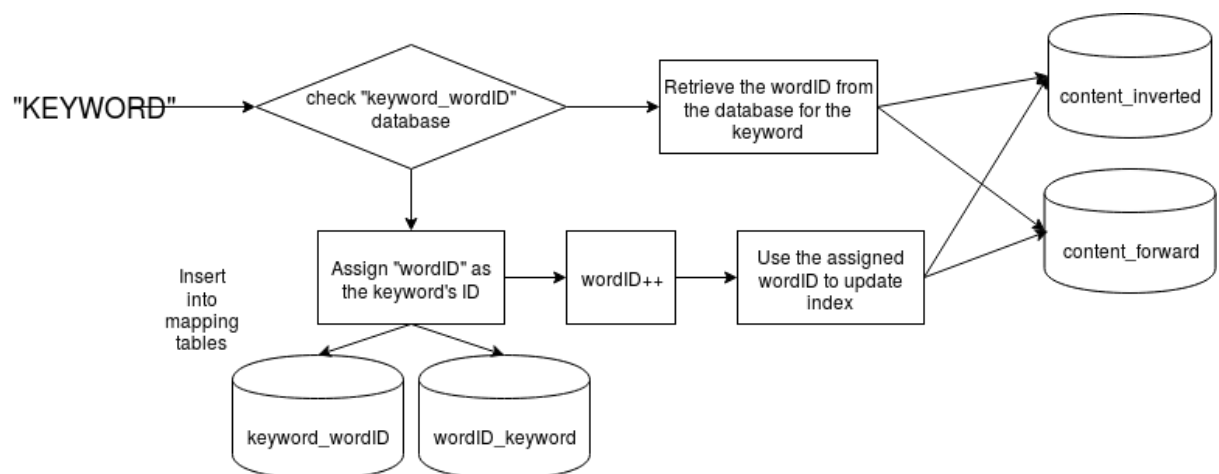 "KEYWORD"
check "keyword_wordID"
database
Retrieve the wordID from
the database for the
keyword
content_inverted
Insert
into
mapping
tables
Assign "wordID" as
the keyword's ID
wordID++
Use the assigned
wordID to update
index
content_forward
keyword_wordID
wordID_keyword